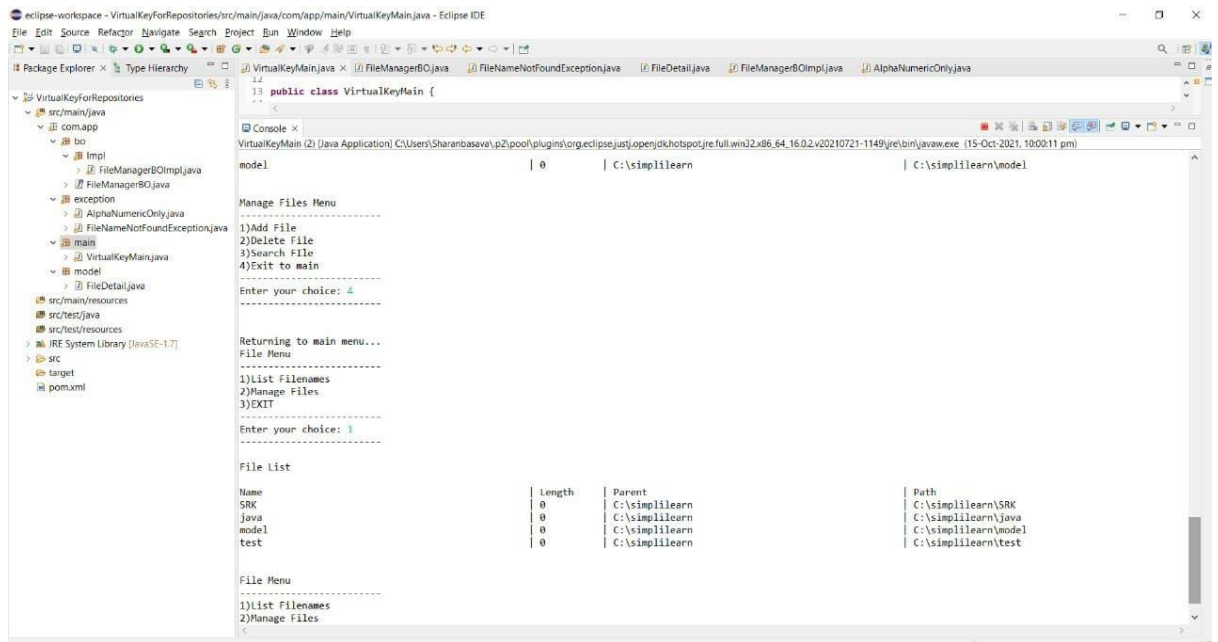 eclipse-workspace - VirtualKeyForRepositories/src/main/java/com/app/main/VirtualKeyMain.java - Eclipse IDE
File Edit Source Refactor Navigate Search Project Run Window Help
Package Explorer Type Hierarchy
VirtualKeyForRepositories
src/main/java
com.app
bo
Impl
FileManagerBOImpl.java
FileManagerBO.java
exception
AlphaNumericOnly.java
FileNameNotFoundException.java
main
VirtualKeyMain.java
model
FileDetail.java
src/main/resources
src/test/java
src/test/resources
JRE System Library [JavaSE-1.7]
src
target
pom.xml
VirtualKeyMain.java FileManagerBO.java FileNameNotFoundException.java FileDetail.java FileManagerBOImpl.java AlphaNumericOnly.java
12
13 public class VirtualKeyMain {
Console
VirtualKeyMain (2) [Java Application] C:\Users\Sharanbasava\.p2\pool\plugins\org.eclipse.justj.openjdk.hotspot.jre.full.win32.x86_64_16.0.2.v20210721-1149\jre\bin\javaw.exe (15-Oct-2021, 10:00:11 pm)
model | 0 | C:\simplilearn | C:\simplilearn\model
Manage Files Menu
-------------------------
1)Add File
2)Delete File
3)Search FIle
4)Exit to main
-------------------------
Enter your choice: 4
-------------------------
Returning to main menu...
File Menu
-------------------------
1)List Filenames
2)Manage Files
3)EXIT
-------------------------
Enter your choice: 1
-------------------------
File List
Name | Length | Parent | Path
SRK | 0 | C:\simplilearn | C:\simplilearn\SRK
java | 0 | C:\simplilearn | C:\simplilearn\java
model | 0 | C:\simplilearn | C:\simplilearn\model
test | 0 | C:\simplilearn | C:\simplilearn\test
File Menu
-------------------------
1)List Filenames
2)Manage Files